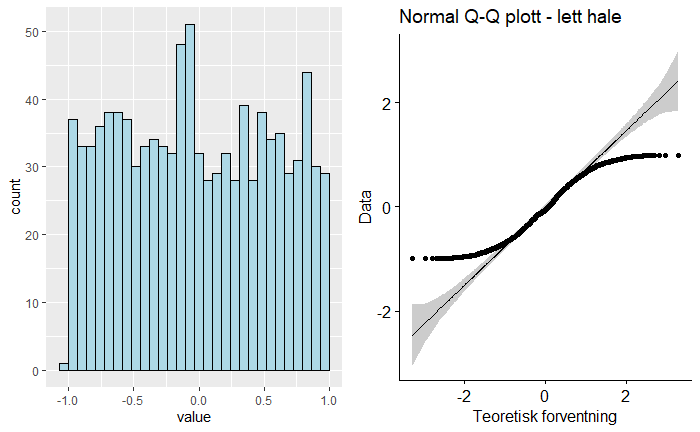 50
40
30
20
10
0
count
-1.0 -0.5 0.0 0.5 1.0
value
Normal Q-Q plott - lett hale
2
0
-2
Data
-2 0 2
Teoretisk forventning